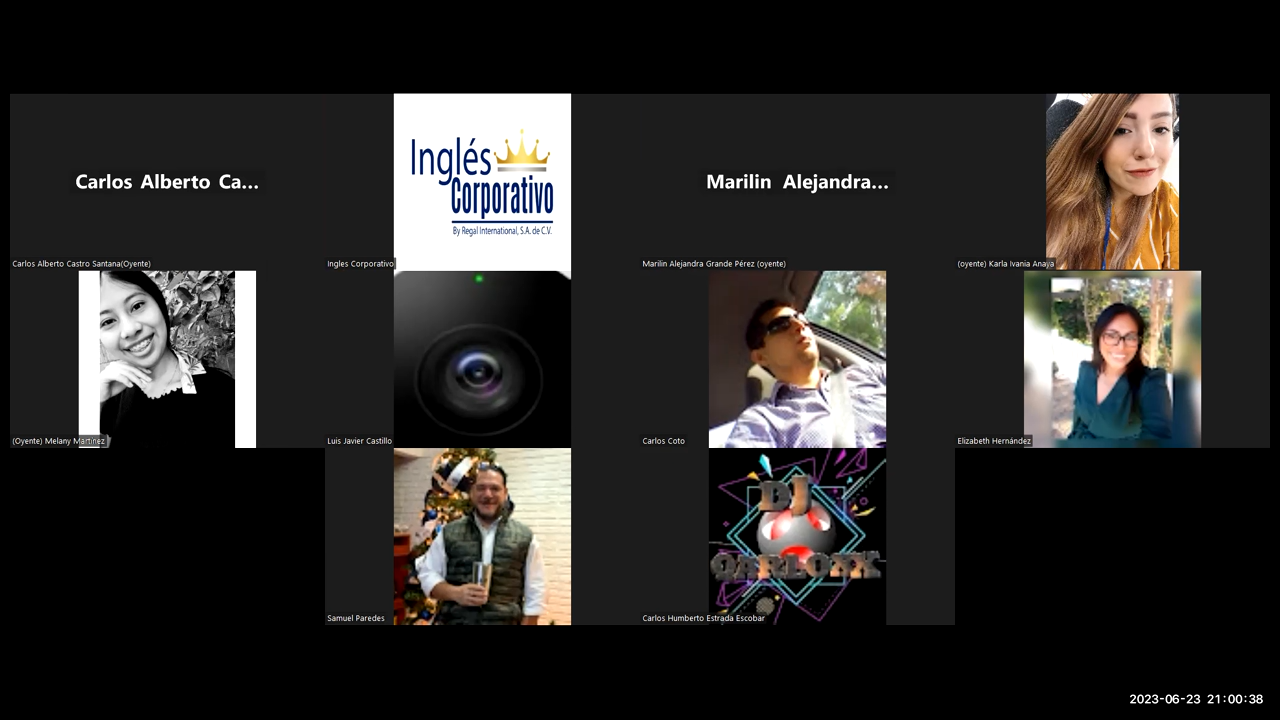 Carlos Alberto Ca...
Inglés
Corporativo
By Regal International, S.A. de C.V.
Marilin Alejandra...
Carlos Alberto Castro Santana(Oyente)
Ingles Corporativo
Marilin Alejandra Grande Pérez (oyente)
(oyente) Karla Ivania Anaya
(Oyente) Melany Martínez
Luis Javier Castillo
Carlos Coto
Elizabeth Hernández
DJ
QARLOXX
Samuel Paredes
Carlos Humberto Estrada Escobar
2023-06-23 21:00:38